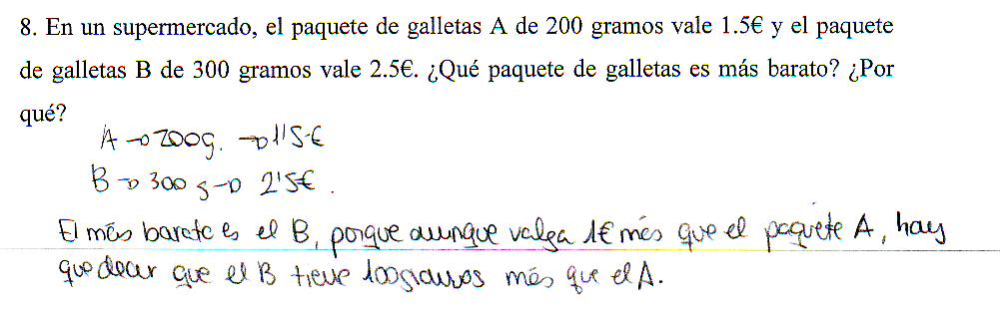 8. En un supermercado, el paquete de galletas A de 200 gramos vale 1.5€ y el paquete
de galletas B de 300 gramos vale 2.5€. ¿Qué paquete de galletas es más barato? ¿Por
qué?
A → 200g. → 1'5€
B → 300g → 2'5€.
El más barato es el B, porque aunque valga 1€ más que el paquete A, hay
que decir que el B tiene 100gramos más que el A.